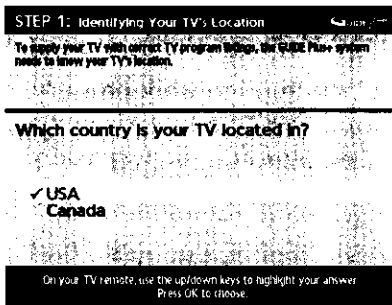 STEP 1: Identifying Your TV's Location
To supply your TV with correct TV program listings, the GUIDE Plus+ system
needs to know your TV's location.
Which country is your TV located in?
✓ USA
Canada
On your TV remote, use the up/down keys to highlight your answer
Press OK to choose.